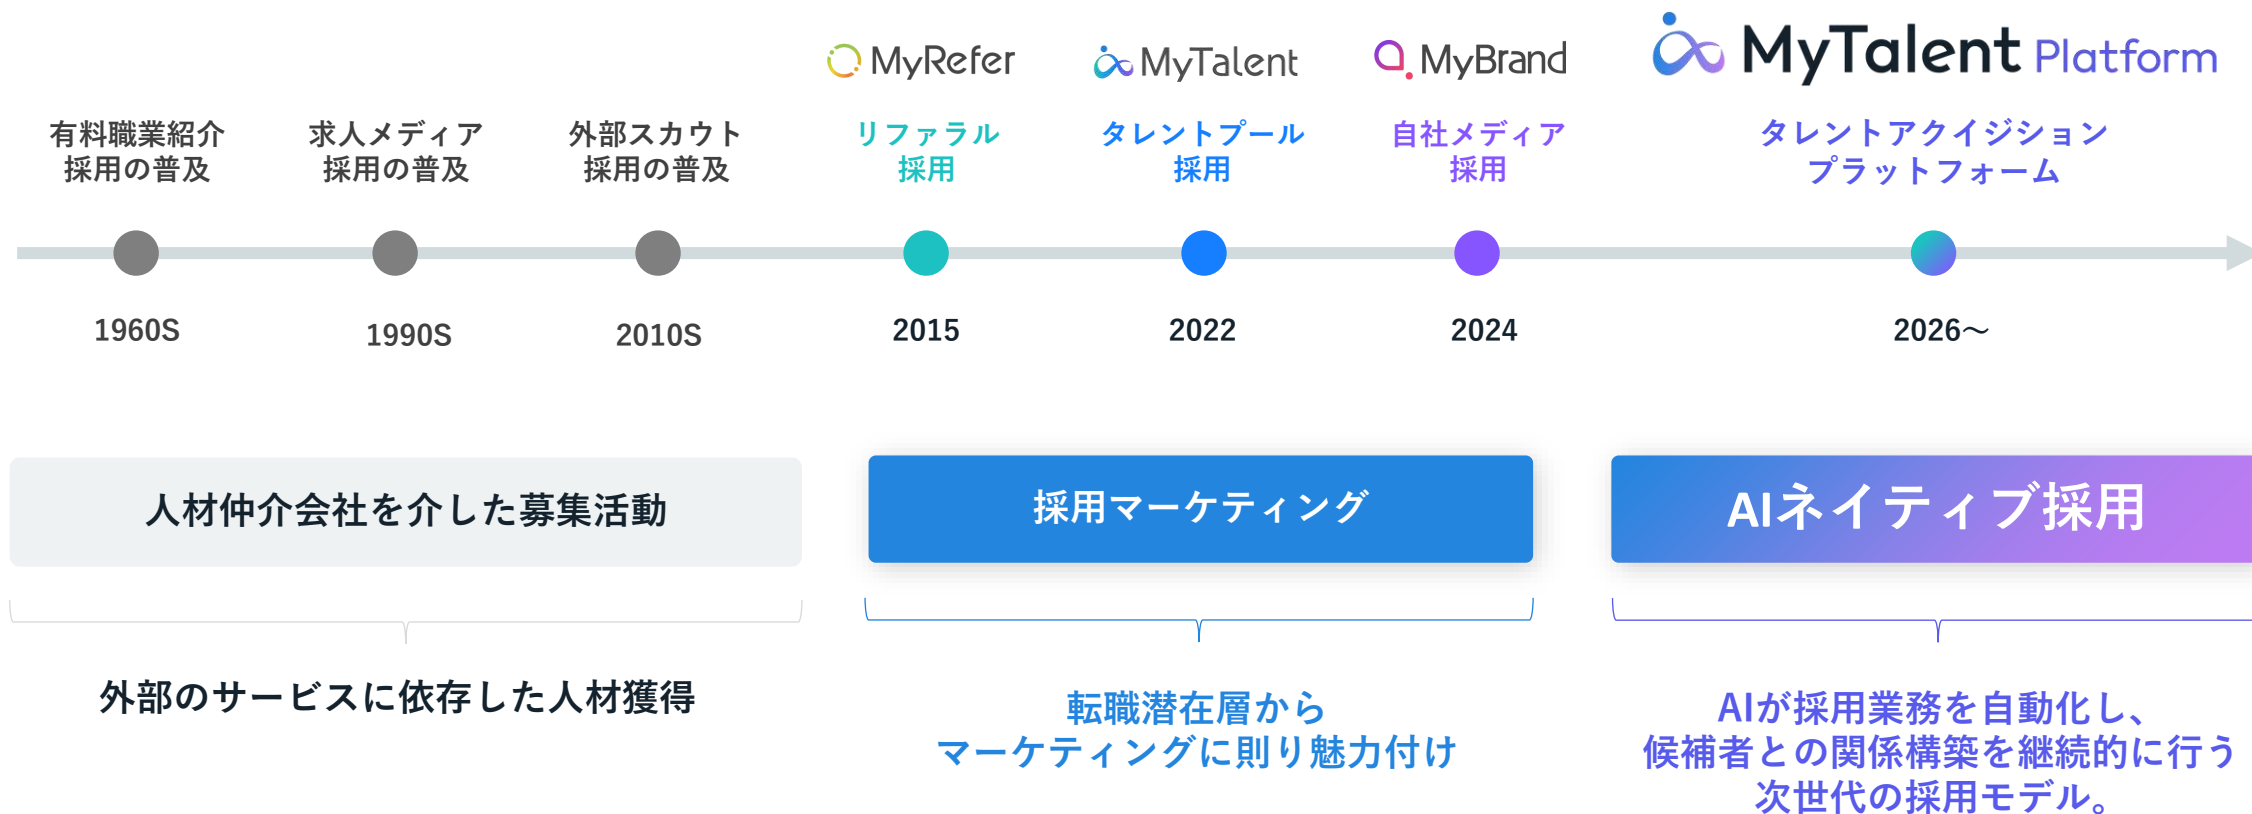 MyRefer
MyTalent
MyBrand
MyTalent Platform
有料職業紹介
採用の普及
求人メディア
採用の普及
外部スカウト
採用の普及
リファラル
採用
タレントプール
採用
自社メディア
採用
タレントアクイジション
プラットフォーム
1960S
1990S
2010S
2015
2022
2024
2026〜
人材仲介会社を介した募集活動
採用マーケティング
AIネイティブ採用
外部のサービスに依存した人材獲得
転職潜在層から
マーケティングに則り魅力付け
AIが採用業務を自動化し、
候補者との関係構築を継続的に行う
次世代の採用モデル。